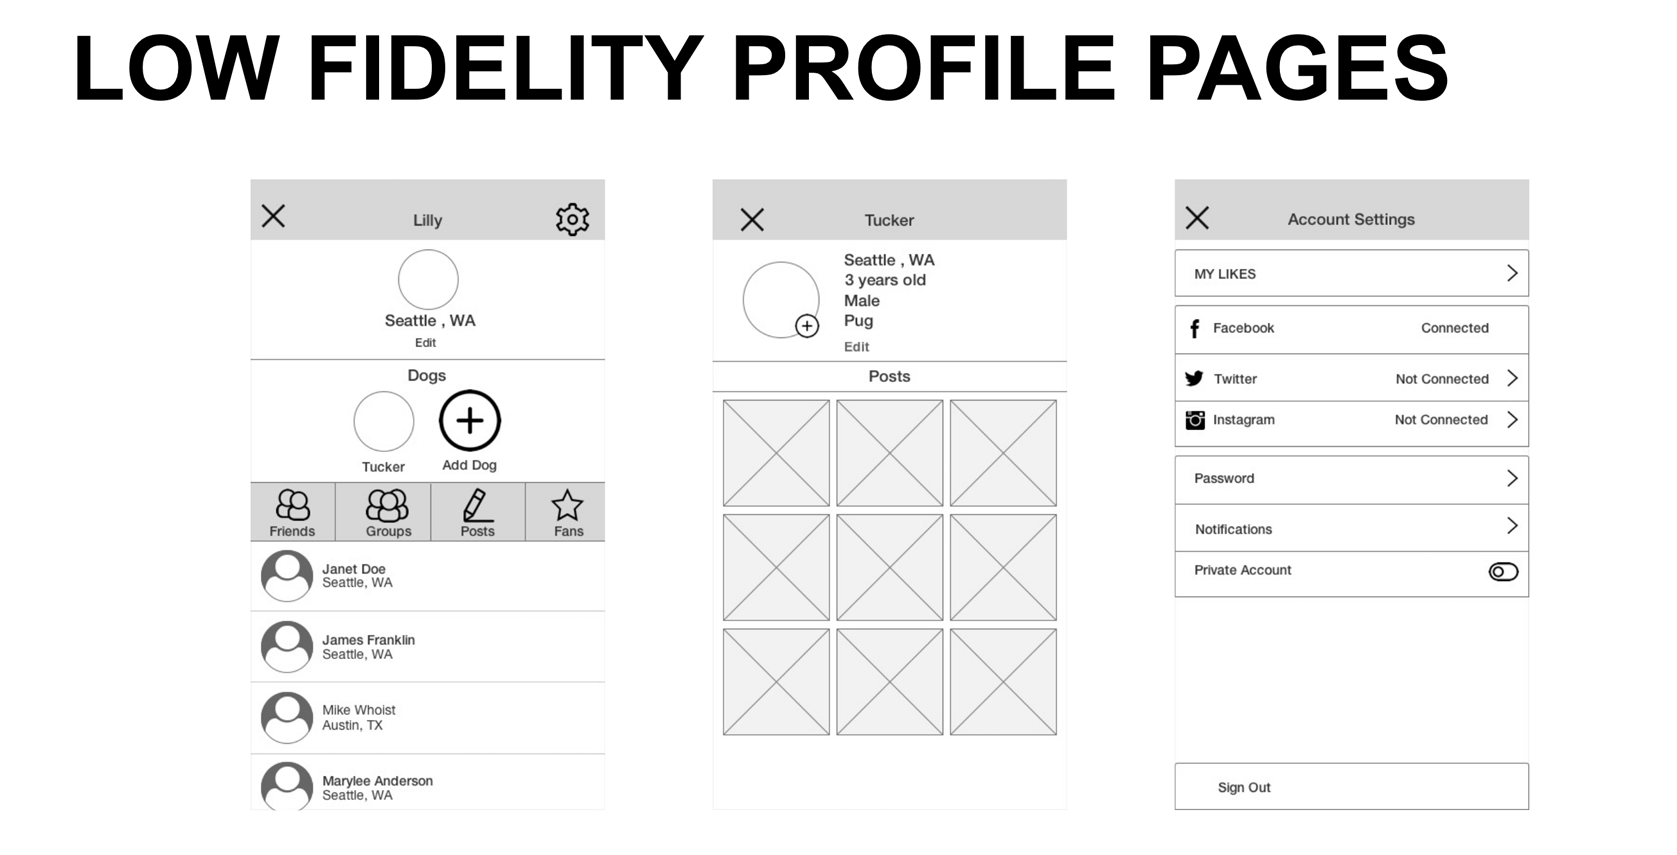 LOW FIDELITY PROFILE PAGES
Lilly
Seattle , WA
Edit
Dogs
Tucker
Add Dog
Friends
Groups
Posts
Fans
Janet Doe
Seattle, WA
James Franklin
Seattle, WA
Mike Whoist
Austin, TX
Marylee Anderson
Seattle, WA
Tucker
Seattle , WA
3 years old
Male
Pug
Edit
Posts
Account Settings
MY LIKES
Facebook Connected
Twitter Not Connected
Instagram Not Connected
Password
Notifications
Private Account
Sign Out